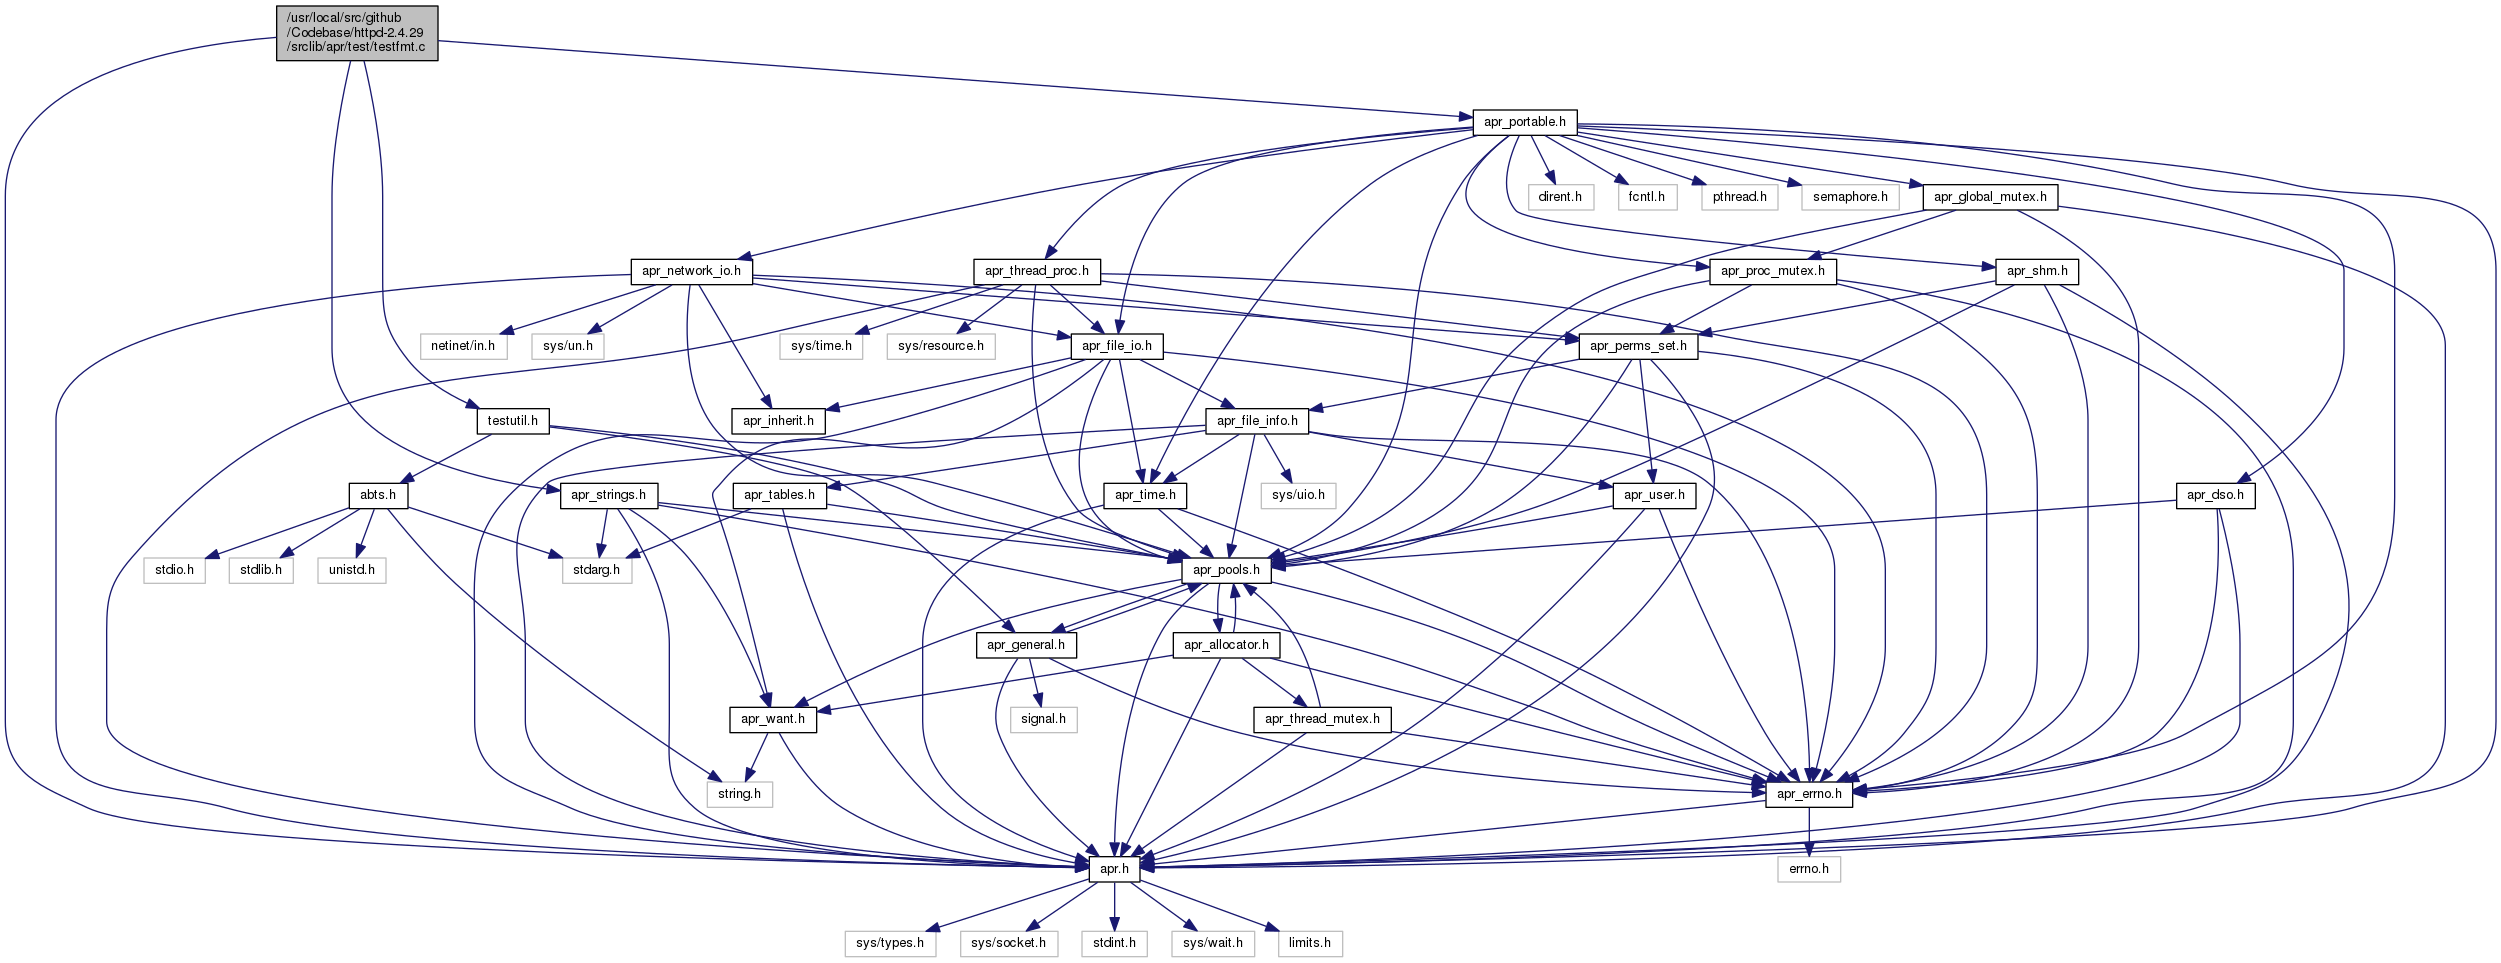 /usr/local/src/github
/Codebase/httpd-2.4.29
/srclib/apr/test/testfmt.c
apr_portable.h
dirent.h
fcntl.h
pthread.h
semaphore.h
apr_global_mutex.h
apr_network_io.h
apr_thread_proc.h
apr_proc_mutex.h
apr_shm.h
netinet/in.h
sys/un.h
sys/time.h
sys/resource.h
apr_file_io.h
apr_perms_set.h
testutil.h
apr_inherit.h
apr_file_info.h
abts.h
apr_strings.h
apr_tables.h
apr_time.h
sys/uio.h
apr_user.h
apr_dso.h
stdio.h
stdlib.h
unistd.h
stdarg.h
apr_pools.h
apr_general.h
apr_allocator.h
apr_want.h
signal.h
apr_thread_mutex.h
string.h
apr_errno.h
apr.h
errno.h
sys/types.h
sys/socket.h
stdint.h
sys/wait.h
limits.h